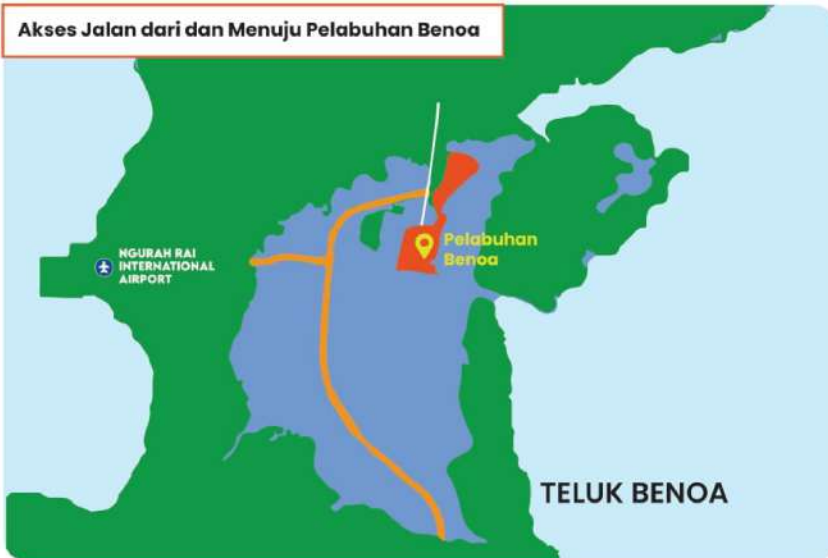 Akses Jalan dari dan Menuju Pelabuhan Benoa
NGURAH RAI
INTERNATIONAL
AIRPORT
Pelabuhan
Benoa
TELUK BENOA